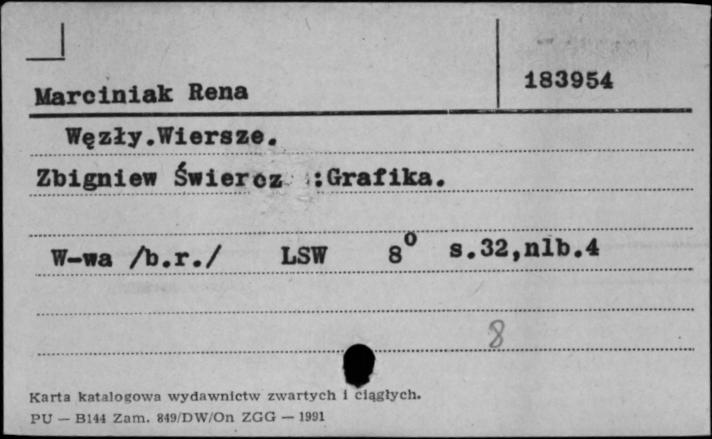 Marciniak Rena
183954
Węzły.Wiersze.
Zbigniew Świercz :Grafika.
W-wa /b.r./ LSW 8⁰ s.32,nlb.4
8
Karta katalogowa wydawnictw zwartych i ciągłych.
PU — B144 Zam. 849/DW/On ZGG — 1991